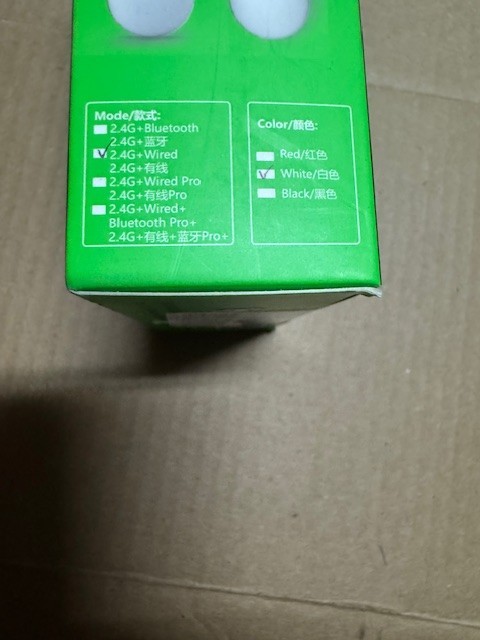 Mode/款式:
2.4G+Bluetooth
2.4G+蓝牙
2.4G+Wired
2.4G+有线
2.4G+Wired Pro
2.4G+有线Pro
2.4G+Wired+
Bluetooth Pro+
2.4G+有线+蓝牙Pro+
Color/颜色:
Red/红色
White/白色
Black/黑色